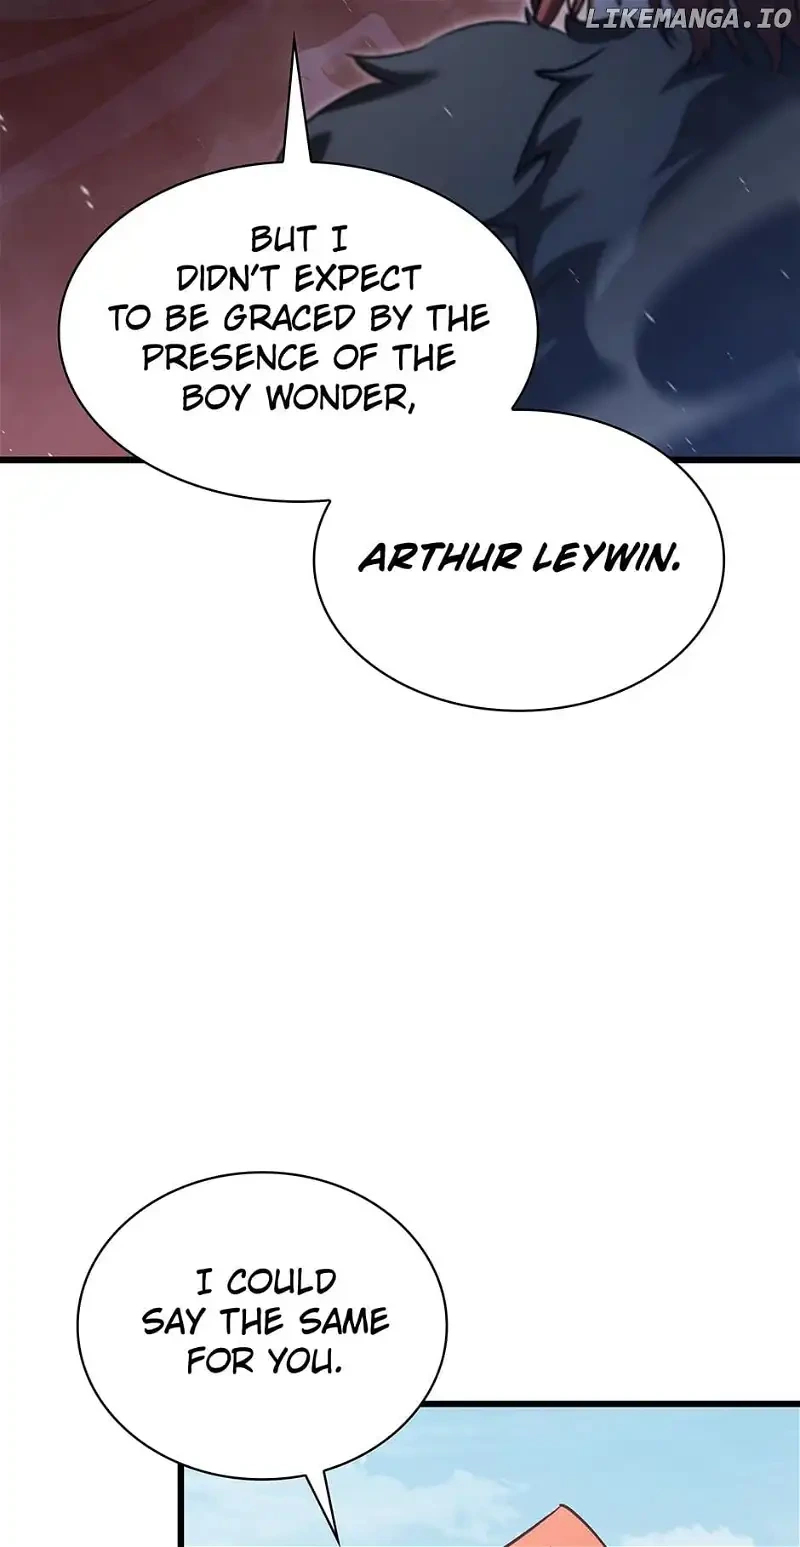 LIKEMANGA.IO
BUT I
DIDN'T EXPECT
TO BE GRACED BY THE
PRESENCE OF THE
BOY WONDER,
ARTHUR LEYWIN.
I COULD
SAY THE SAME
FOR YOU.